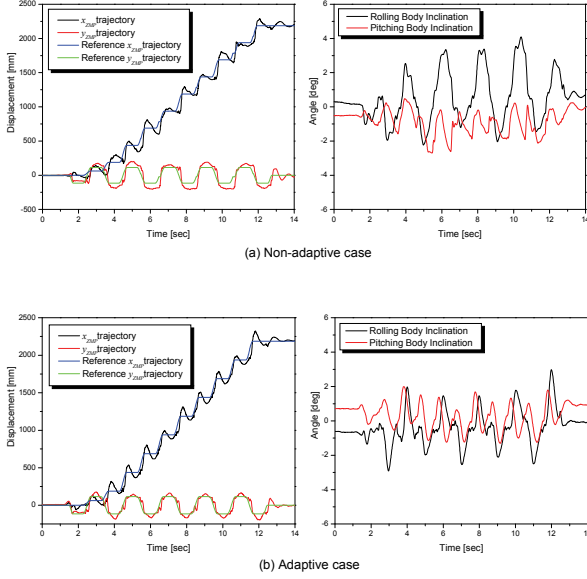 x_ZMP trajectory
y_ZMP trajectory
Reference x_ZMP trajectory
Reference y_ZMP trajectory
Displacement [mm]
2500
2000
1500
1000
500
0
-500
0 2 4 6 8 10 12 14
Time [sec]
Rolling Body Inclination
Pitching Body Inclination
Angle [deg]
6
4
2
0
-2
-4
-6
0 2 4 6 8 10 12 14
Time [sec]
(a) Non-adaptive case
x_ZMP trajectory
y_ZMP trajectory
Reference x_ZMP trajectory
Reference y_ZMP trajectory
Displacement [mm]
2500
2000
1500
1000
500
0
-500
0 2 4 6 8 10 12 14
Time [sec]
Rolling Body Inclination
Pitching Body Inclination
Angle [deg]
6
4
2
0
-2
-4
-6
0 2 4 6 8 10 12 14
Time [sec]
(b) Adaptive case